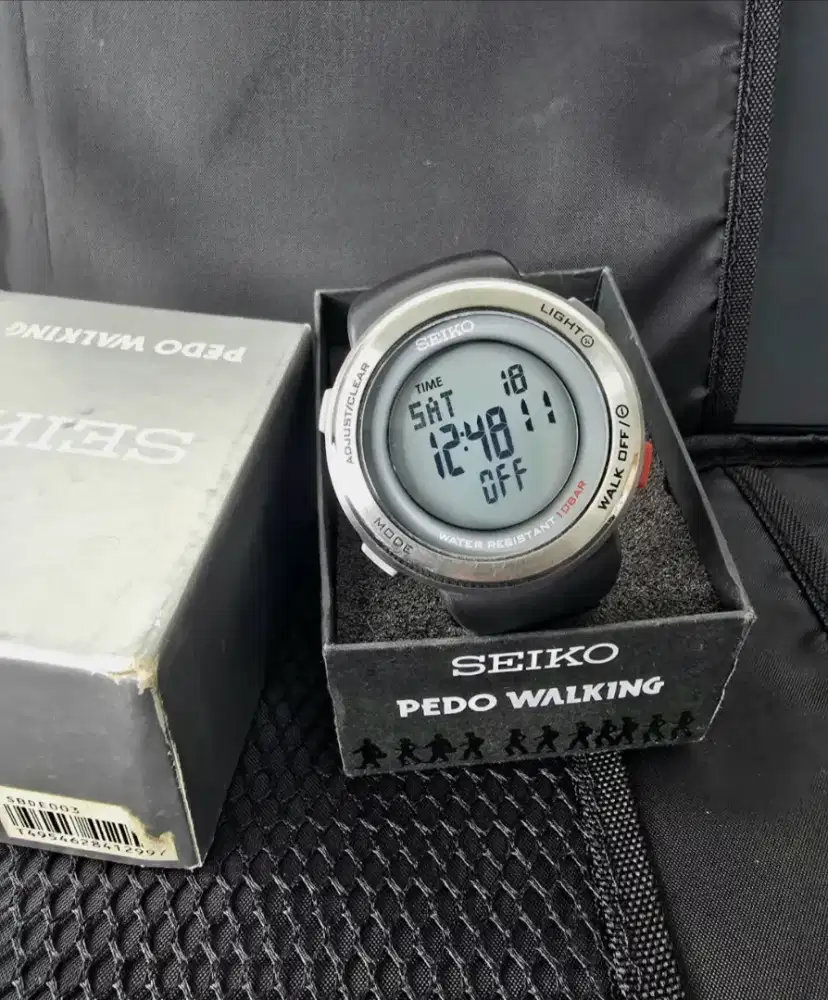 PEDO WALKING
SEIKO
SBDE003
SEIKO
LIGHT
ADJUST/CLEAR
TIME
SAT 18
12:48 11
OFF
WALK OFF/
MODE
WATER RESISTANT 10BAR
SEIKO
PEDO WALKING